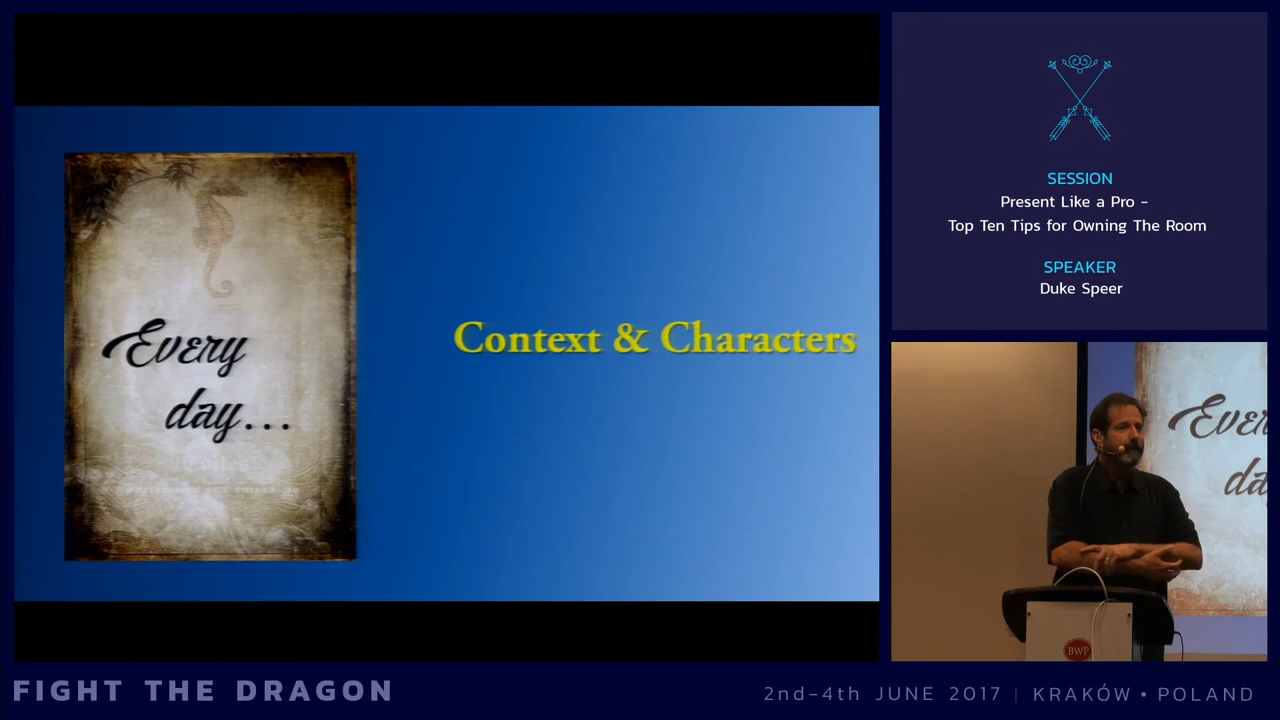 Every
day...
Context & Characters
SESSION
Present Like a Pro -
Top Ten Tips for Owning The Room
SPEAKER
Duke Speer
Ever
da
BWP
FIGHT THE DRAGON
2nd-4th JUNE 2017 | KRAKÓW • POLAND